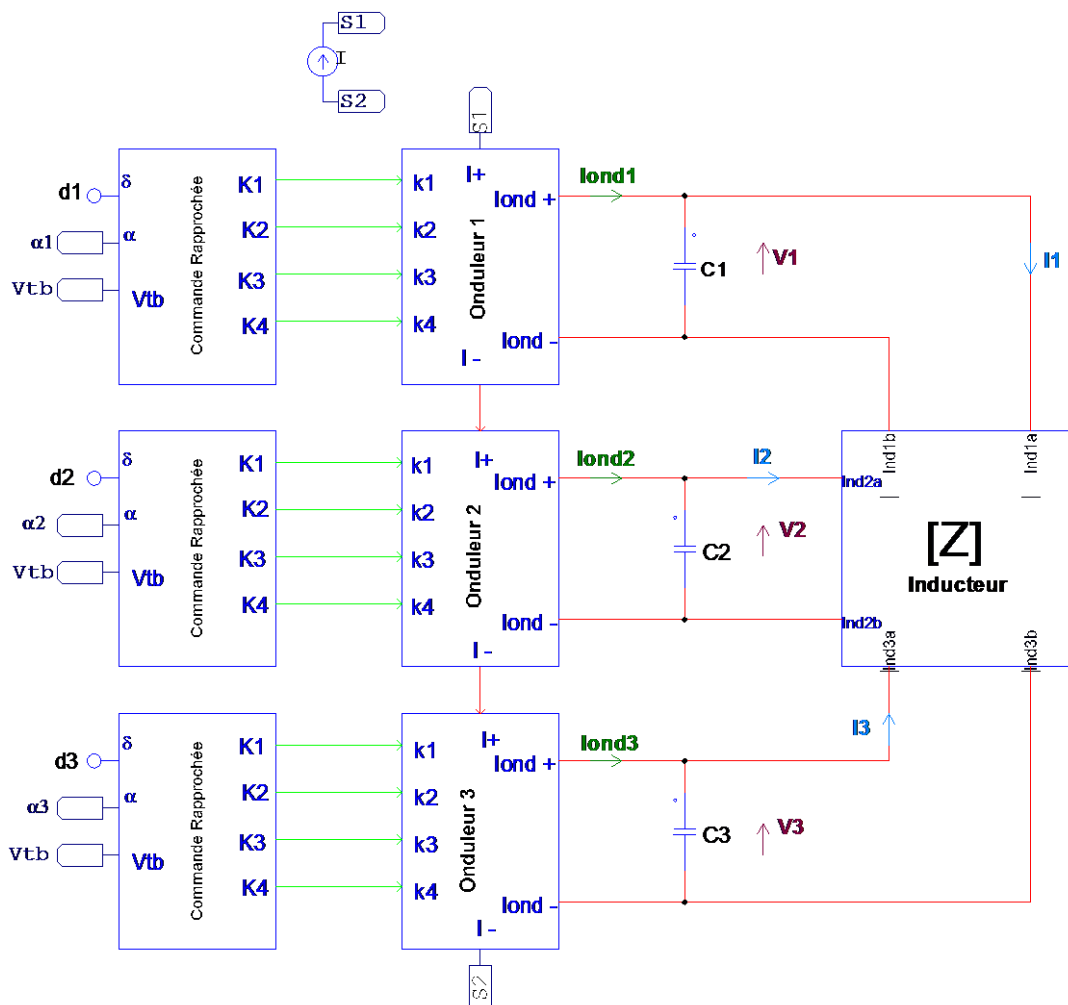 S1
I
S2
S1
d1
δ
α1
α
Vtb
Vtb
Commande Rapprochée
K1
K2
K3
K4
k1
k2
k3
k4
I+
Onduleur 1
I -
Iond +
Iond -
Iond1
C1
V1
I1
d2
δ
α2
α
Vtb
Vtb
Commande Rapprochée
K1
K2
K3
K4
k1
k2
k3
k4
I+
Onduleur 2
I -
Iond +
Iond -
Iond2
C2
I2
V2
Ind1b
Ind1a
Ind2a
[Z]
Inducteur
Ind2b
Ind3a
Ind3b
d3
δ
α3
α
Vtb
Vtb
Commande Rapprochée
K1
K2
K3
K4
k1
k2
k3
k4
I+
Onduleur 3
I -
Iond +
Iond -
Iond3
I3
C3
V3
S2